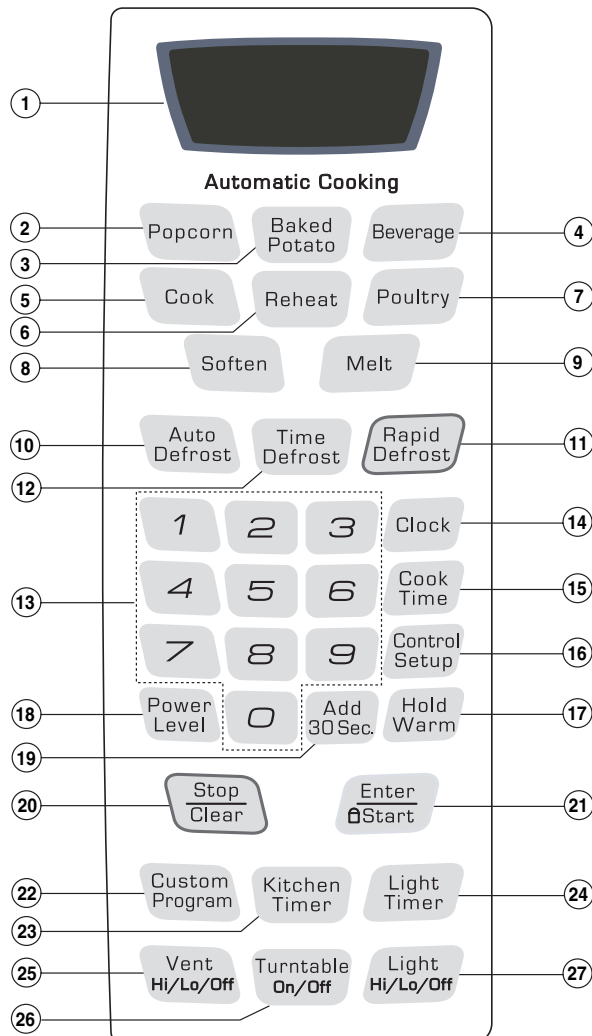 1
Automatic Cooking
2
Popcorn
Baked
Potato
Beverage
4
3
5
Cook
Reheat
Poultry
7
6
8
Soften
Melt
9
10
Auto
Defrost
Time
Defrost
Rapid
Defrost
11
12
1 2 3
Clock
14
13
4 5 6
Cook
Time
15
7 8 9
Control
Setup
16
18
Power
Level
0
Add
30 Sec.
Hold
Warm
17
19
20
Stop
Clear
Enter
Start
21
22
Custom
Program
Kitchen
Timer
Light
Timer
24
23
25
Vent
Hi/Lo/Off
Turntable
On/Off
Light
Hi/Lo/Off
27
26